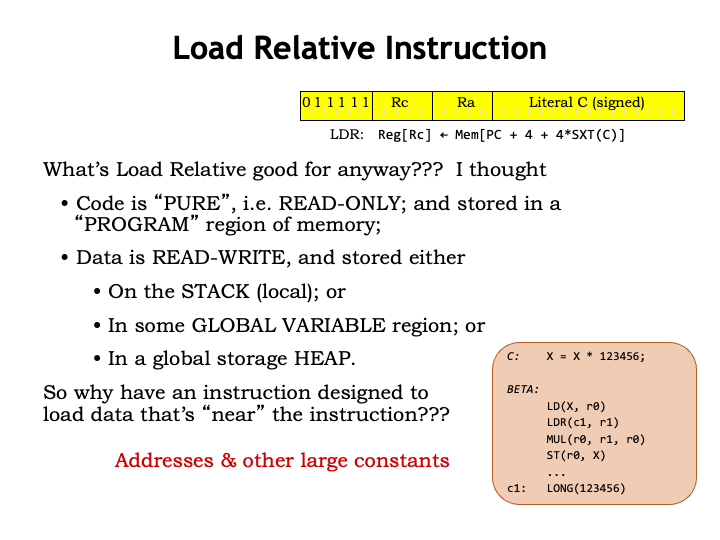 Load Relative Instruction
0 1 1 1 1 1 Rc Ra Literal C (signed)
LDR: Reg[Rc] ← Mem[PC + 4 + 4*SXT(C)]
What’s Load Relative good for anyway??? I thought
• Code is “PURE”, i.e. READ-ONLY; and stored in a
“PROGRAM” region of memory;
• Data is READ-WRITE, and stored either
• On the STACK (local); or
• In some GLOBAL VARIABLE region; or
• In a global storage HEAP.
So why have an instruction designed to
load data that’s “near” the instruction???
Addresses & other large constants
C: X = X * 123456;
BETA:
LD(X, r0)
LDR(c1, r1)
MUL(r0, r1, r0)
ST(r0, X)
...
c1: LONG(123456)